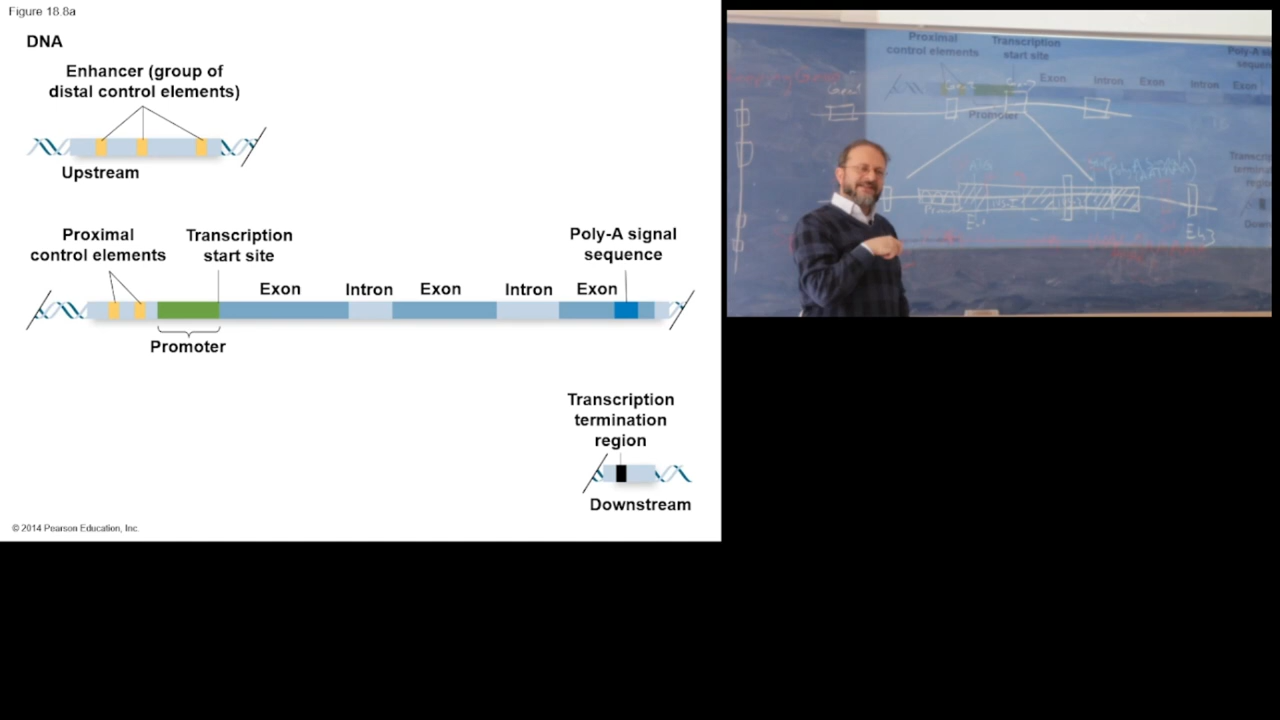 Figure 18.8a
DNA
Enhancer (group of
distal control elements)
Upstream
Proximal
control elements
Transcription
start site
Poly-A signal
sequence
Exon
Intron
Exon
Intron
Exon
Promoter
Transcription
termination
region
Downstream
© 2014 Pearson Education, Inc.
Proximal
control elements
Transcription
start site
Poly-A
Exon
Intron
Exon
Intron
Exon
Promoter